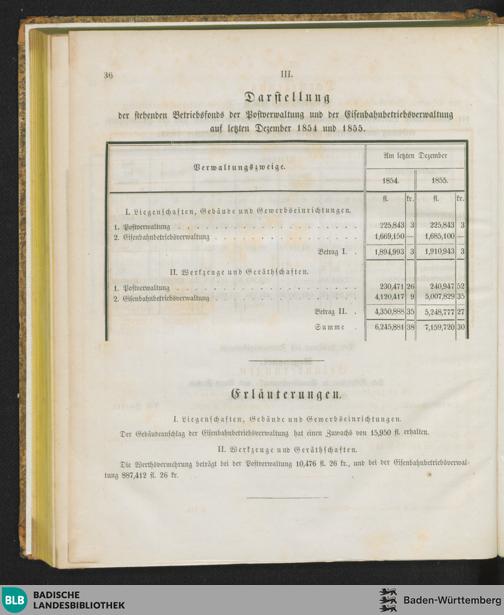 36
III.
Darstellung
der stehenden Betriebsfonds der Postverwaltung und der Eisenbahnbetriebsverwaltung
auf letzten Dezember 1854 und 1855.
Verwaltungszweige.
Am letzten Dezember
1854. 1855.
fl. kr. fl. kr.
I. Liegenschaften, Gebäude und Gewerbseinrichtungen.
1. Postverwaltung . . . 225,843 3 225,843 3
2. Eisenbahnbetriebsverwaltung . . . 1,669,150 — 1,685,100 —
Betrag I. . 1,894,993 3 1,910,943 3
II. Werkzeuge und Geräthschaften.
1. Postverwaltung . . . 230,471 26 240,947 52
2. Eisenbahnbetriebsverwaltung . . . 4,120,417 9 5,007,829 35
Betrag II. . 4,350,888 35 5,248,777 27
Summe . 6,245,881 38 7,159,720 30
Erläuterungen.
I. Liegenschaften, Gebäude und Gewerbseinrichtungen.
Der Gebäudeanschlag der Eisenbahnbetriebsverwaltung hat einen Zuwachs von 15,950 fl. erhalten.
II. Werkzeuge und Geräthschaften.
Die Werthsvermehrung beträgt bei der Postverwaltung 10,476 fl. 26 kr., und bei der Eisenbahnbetriebsverwal-
tung 887,412 fl. 26 kr.
BLB BADISCHE
LANDESBIBLIOTHEK
Baden-Württemberg